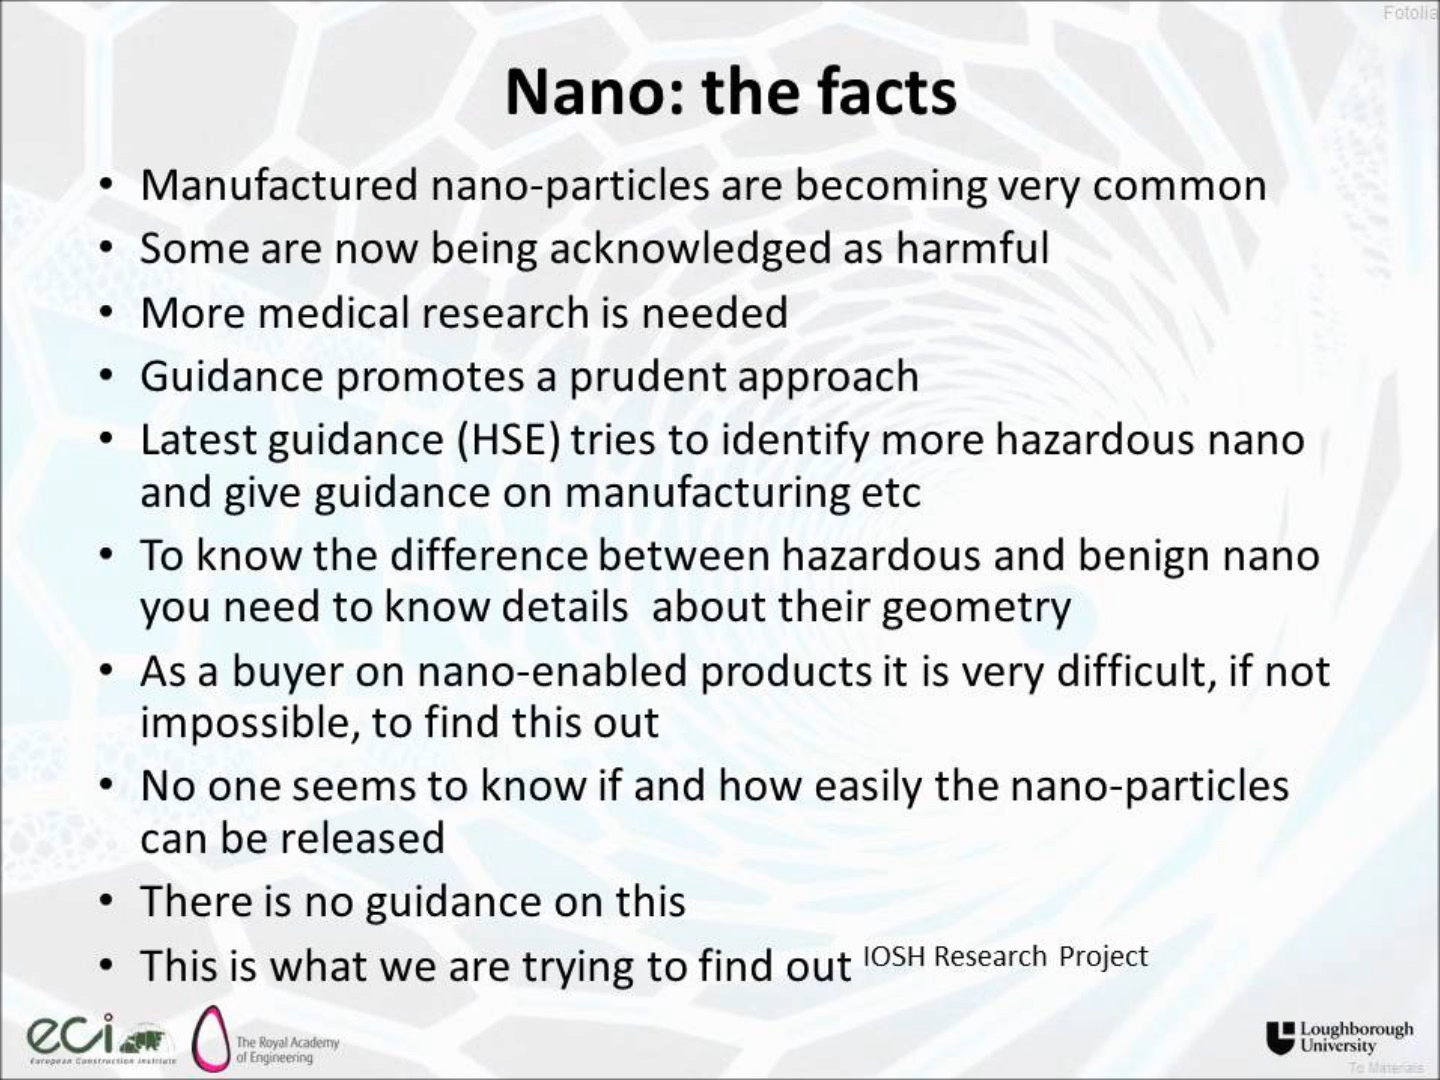 Fotolia
Nano: the facts
• Manufactured nano-particles are becoming very common
• Some are now being acknowledged as harmful
• More medical research is needed
• Guidance promotes a prudent approach
• Latest guidance (HSE) tries to identify more hazardous nano
and give guidance on manufacturing etc
• To know the difference between hazardous and benign nano
you need to know details about their geometry
• As a buyer on nano-enabled products it is very difficult, if not
impossible, to find this out
• No one seems to know if and how easily the nano-particles
can be released
• There is no guidance on this
• This is what we are trying to find out IOSH Research Project
eci
European Construction Institute
The Royal Academy
of Engineering
Loughborough
University
To Materials